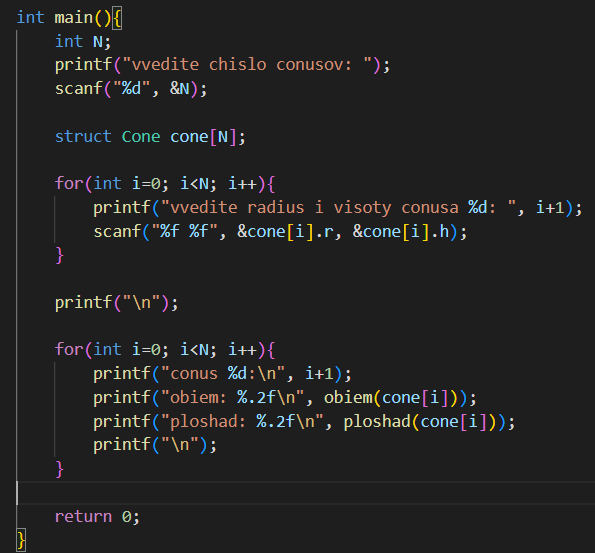 int main(){
    int N;
    printf("vvedite chislo conusov: ");
    scanf("%d", &N);

    struct Cone cone[N];

    for(int i=0; i<N; i++){
        printf("vvedite radius i visoty conusa %d: ", i+1);
        scanf("%f %f", &cone[i].r, &cone[i].h);
    }

    printf("\n");

    for(int i=0; i<N; i++){
        printf("conus %d:\n", i+1);
        printf("obiem: %.2f\n", obiem(cone[i]));
        printf("ploshad: %.2f\n", ploshad(cone[i]));
        printf("\n");
    }

    return 0;
}